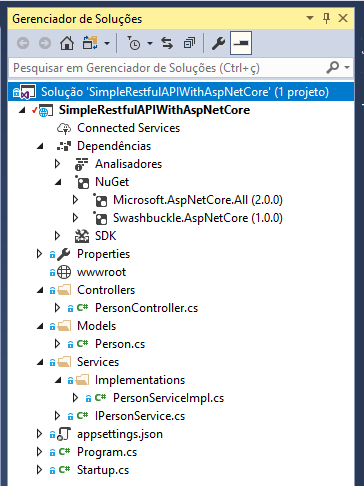 Gerenciador de Soluções
Pesquisar em Gerenciador de Soluções (Ctrl+ç)
Solução 'SimpleRestfulAPIWithAspNetCore' (1 projeto)
SimpleRestfulAPIWithAspNetCore
Connected Services
Dependências
Analisadores
NuGet
Microsoft.AspNetCore.All (2.0.0)
Swashbuckle.AspNetCore (1.0.0)
SDK
Properties
wwwroot
Controllers
C# PersonController.cs
Models
C# Person.cs
Services
Implementations
C# PersonServiceImpl.cs
C# IPersonService.cs
appsettings.json
C# Program.cs
C# Startup.cs